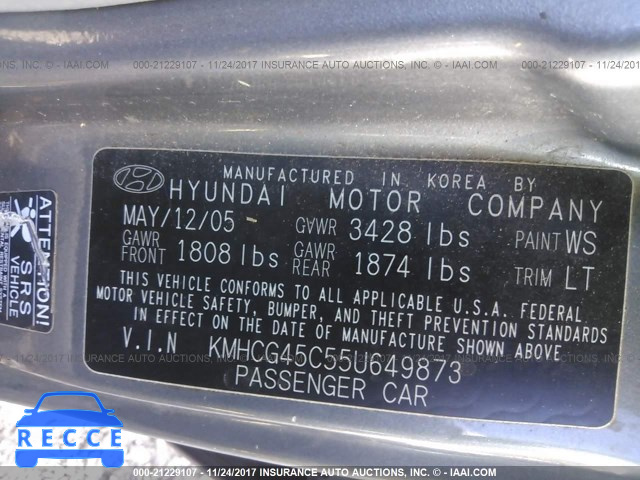 000-21229107 - 11/24/2017 INSURANCE AUTO AUCTIONS, INC. - IAAI.COM
MANUFACTURED IN KOREA BY
HYUNDAI MOTOR COMPANY
MAY/12/05 GVWR 3428 lbs PAINT WS
GAWR FRONT 1808 lbs GAWR REAR 1874 lbs TRIM LT
THIS VEHICLE CONFORMS TO ALL APPLICABLE U.S.A. FEDERAL
MOTOR VEHICLE SAFETY, BUMPER, AND THEFT PREVENTION STANDARDS
IN EFFECT ON THE DATE OF MANUFACTURE SHOWN ABOVE
V.I.N KMHCG45C55U649873
PASSENGER CAR
ATTENTION!
SRS
VEHICLE
RECCE
000-21229107 - 11/24/2017 INSURANCE AUTO AUCTIONS, INC. - IAAI.COM